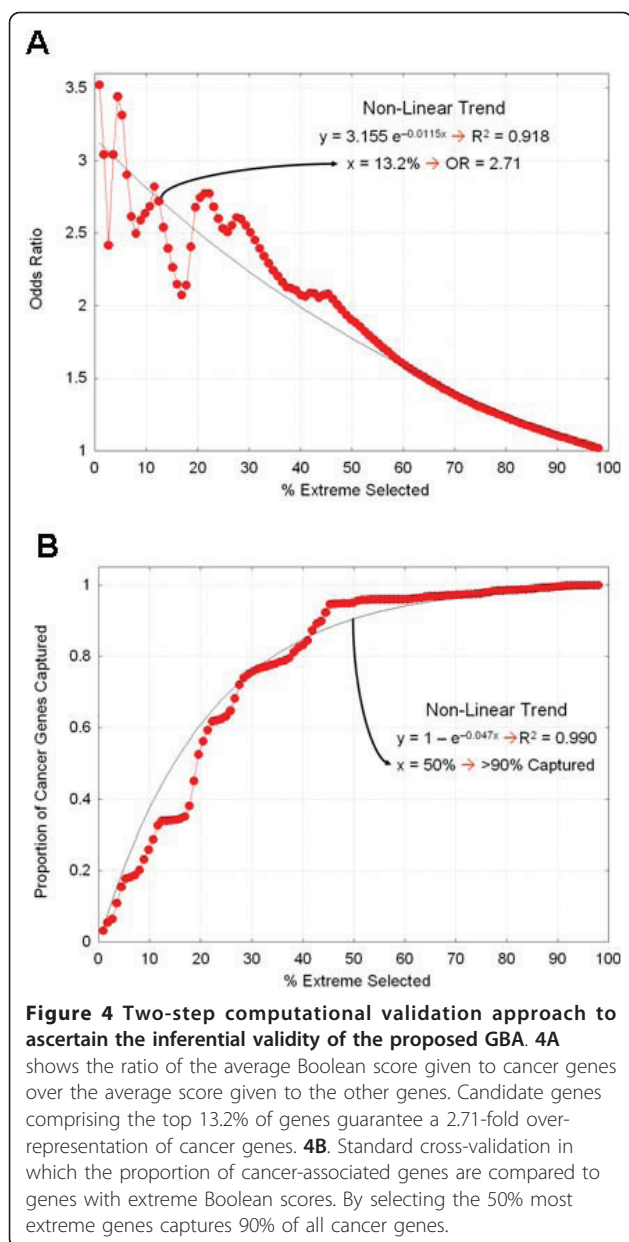 A
3.5
3
2.5
2
1.5
1
Odds Ratio
Non-Linear Trend
y = 3.155 e^–0.0115x → R² = 0.918
x = 13.2% → OR = 2.71
0 10 20 30 40 50 60 70 80 90 100
% Extreme Selected
B
1
0.8
0.6
0.4
0.2
0
Proportion of Cancer Genes Captured
Non-Linear Trend
y = 1 – e^–0.047x → R² = 0.990
x = 50% → >90% Captured
0 10 20 30 40 50 60 70 80 90 100
% Extreme Selected
Figure 4 Two-step computational validation approach to
ascertain the inferential validity of the proposed GBA. 4A
shows the ratio of the average Boolean score given to cancer genes
over the average score given to the other genes. Candidate genes
comprising the top 13.2% of genes guarantee a 2.71-fold over-
representation of cancer genes. 4B. Standard cross-validation in
which the proportion of cancer-associated genes are compared to
genes with extreme Boolean scores. By selecting the 50% most
extreme genes captures 90% of all cancer genes.